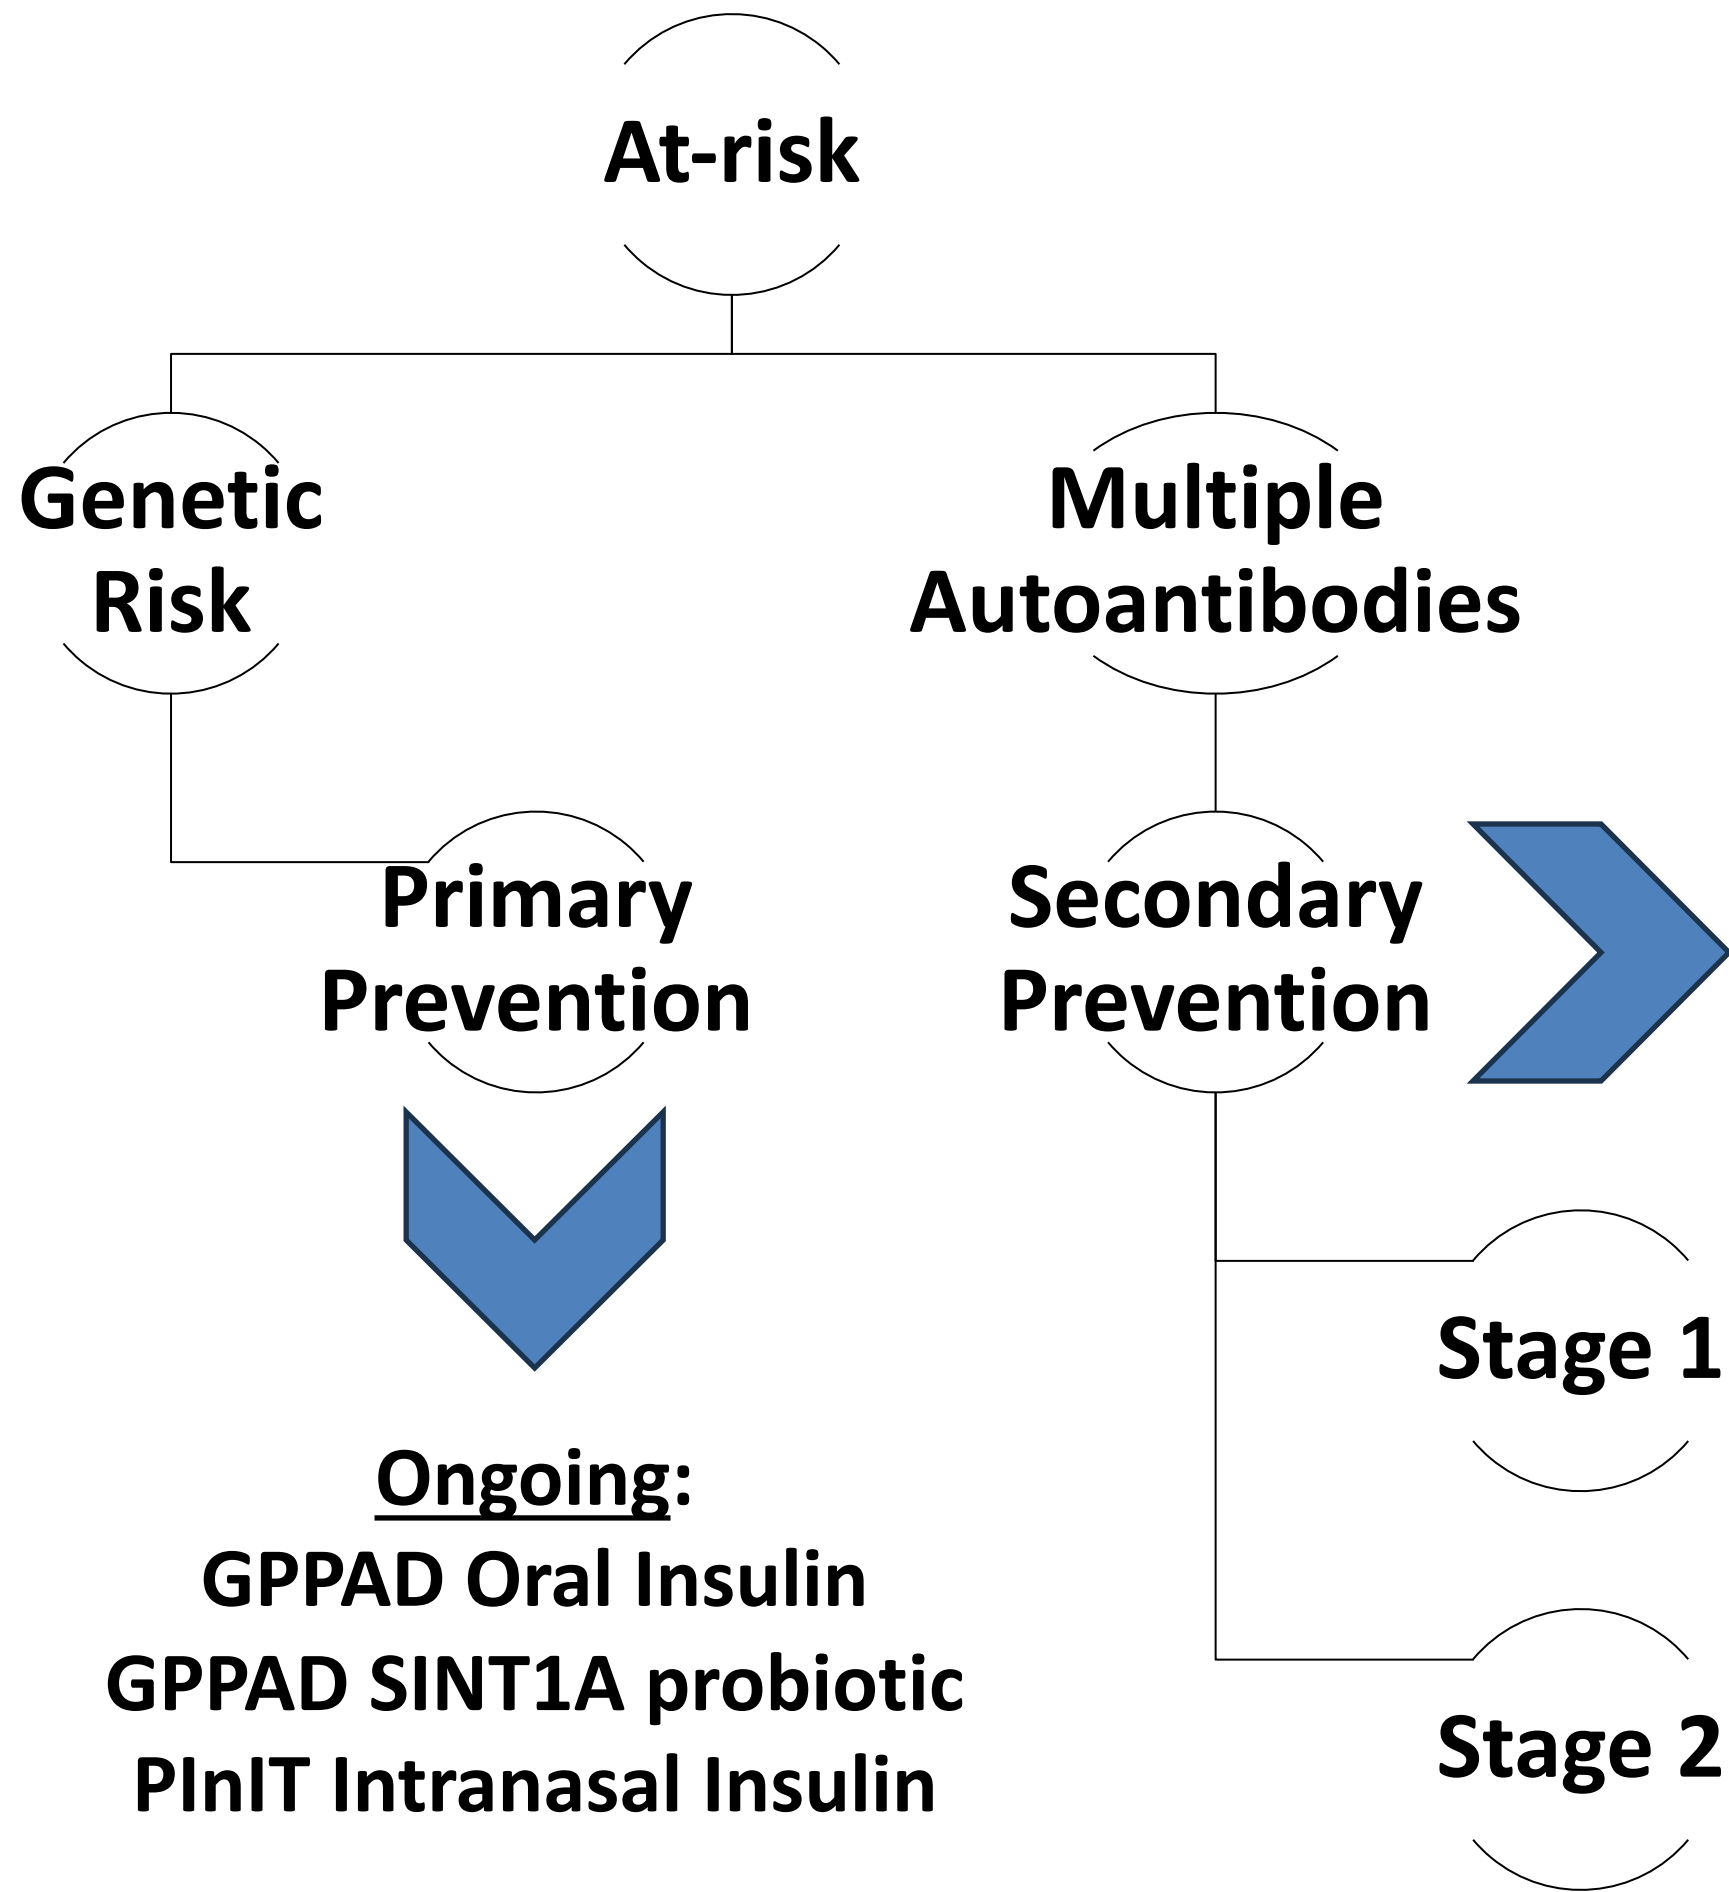 At-risk
Genetic
Risk
Multiple
Autoantibodies
Primary
Prevention
Secondary
Prevention
Stage 1
Stage 2
Ongoing:
GPPAD Oral Insulin
GPPAD SINT1A probiotic
PInIT Intranasal Insulin